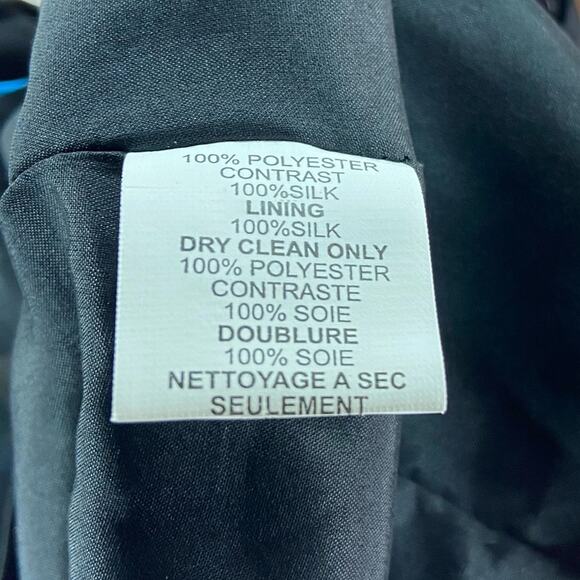 100% POLYESTER
CONTRAST
100%SILK
LINING
100%SILK
DRY CLEAN ONLY
100% POLYESTER
CONTRASTE
100% SOIE
DOUBLURE
100% SOIE
NETTOYAGE A SEC
SEULEMENT